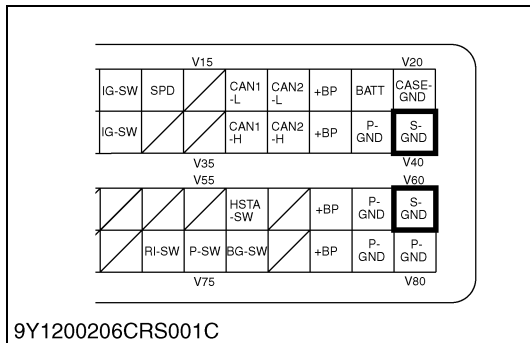 V15 V20
IG-SW SPD CAN1 CAN2 +BP BATT CASE-
-L -L GND
IG-SW CAN1 CAN2 +BP P- S-
-H -H GND GND
V35 V40
V55 V60
HSTA +BP P- S-
-SW GND GND
RI-SW P-SW BG-SW +BP P- P-
GND GND
V75 V80
9Y1200206CRS001C